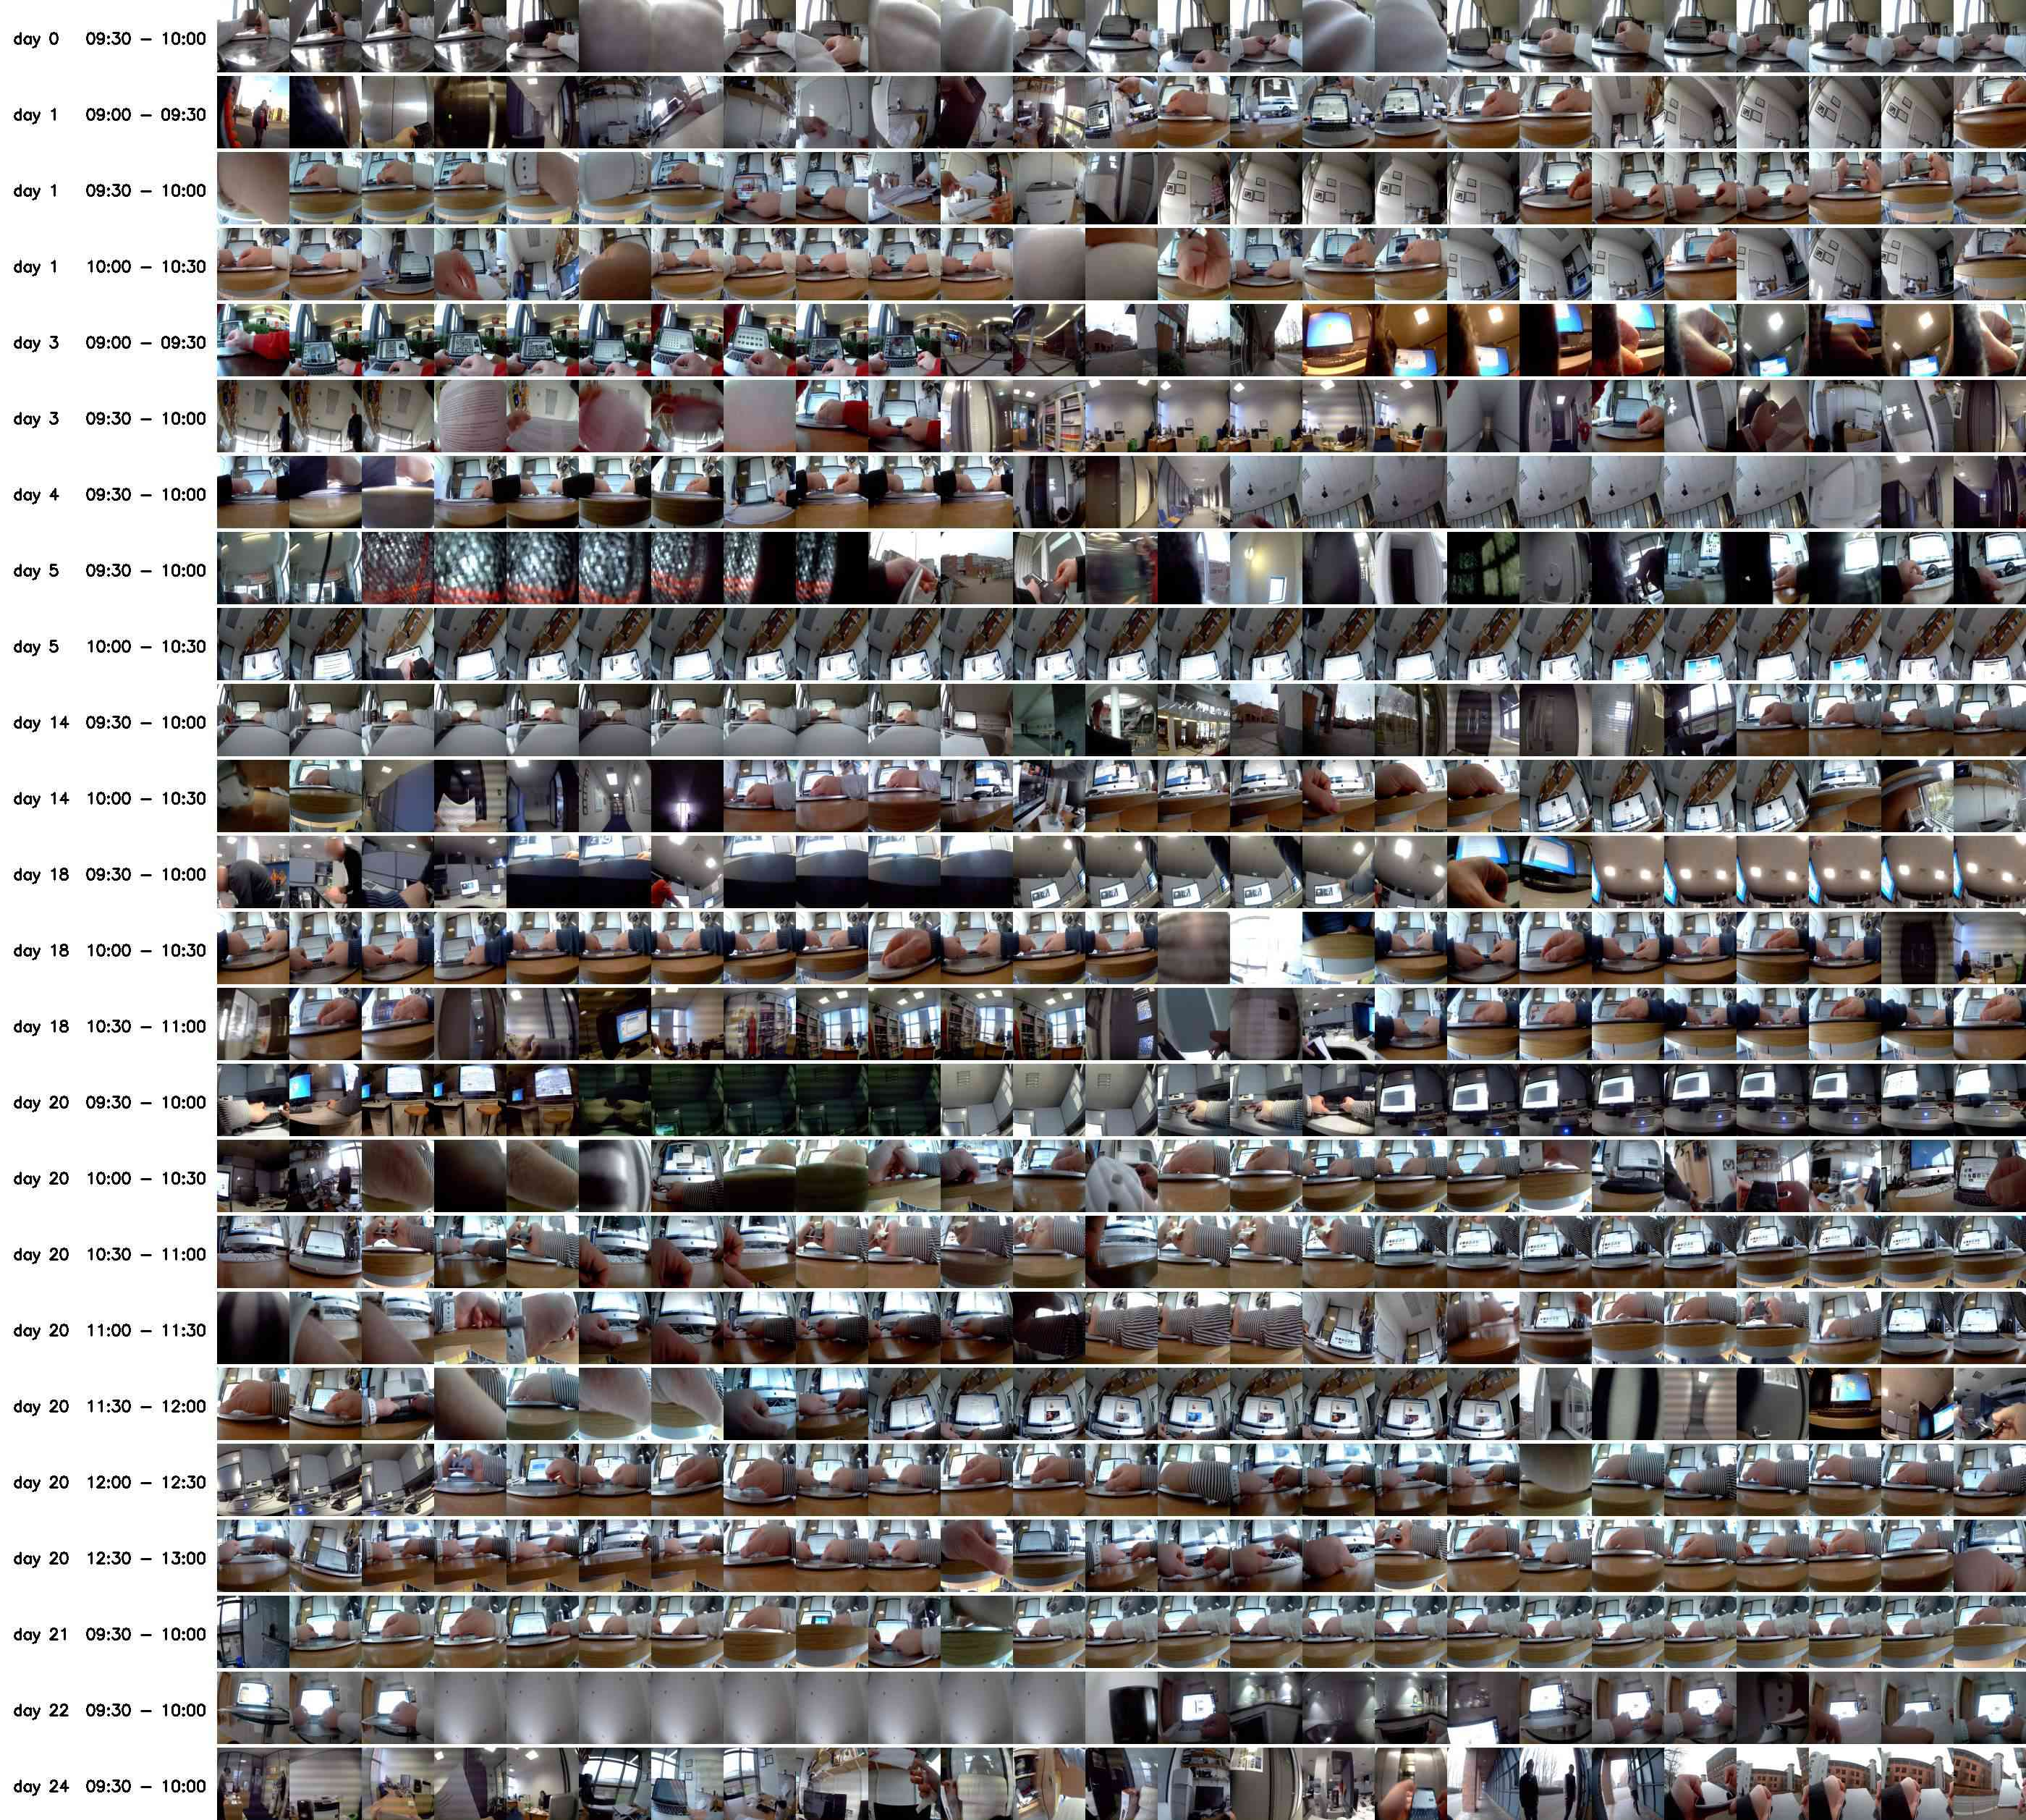 day 0 09:30 – 10:00
day 1 09:00 – 09:30
day 1 09:30 – 10:00
day 1 10:00 – 10:30
day 3 09:00 – 09:30
day 3 09:30 – 10:00
day 4 09:30 – 10:00
day 5 09:30 – 10:00
day 5 10:00 – 10:30
day 14 09:30 – 10:00
day 14 10:00 – 10:30
day 18 09:30 – 10:00
day 18 10:00 – 10:30
day 18 10:30 – 11:00
day 20 09:30 – 10:00
day 20 10:00 – 10:30
day 20 10:30 – 11:00
day 20 11:00 – 11:30
day 20 11:30 – 12:00
day 20 12:00 – 12:30
day 20 12:30 – 13:00
day 21 09:30 – 10:00
day 22 09:30 – 10:00
day 24 09:30 – 10:00